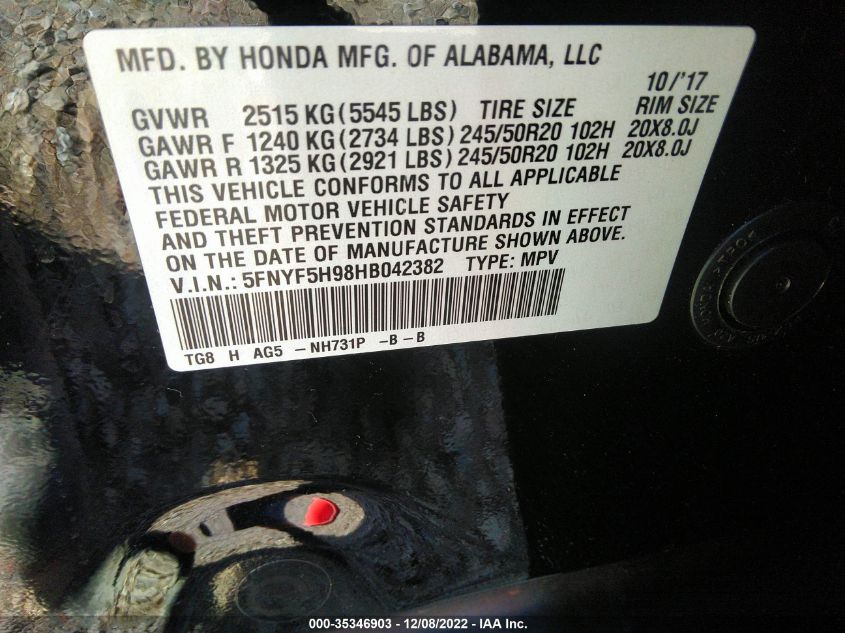 MFD. BY HONDA MFG. OF ALABAMA, LLC
10/'17
GVWR 2515 KG (5545 LBS) TIRE SIZE RIM SIZE
GAWR F 1240 KG (2734 LBS) 245/50R20 102H 20X8.0J
GAWR R 1325 KG (2921 LBS) 245/50R20 102H 20X8.0J
THIS VEHICLE CONFORMS TO ALL APPLICABLE
FEDERAL MOTOR VEHICLE SAFETY
AND THEFT PREVENTION STANDARDS IN EFFECT
ON THE DATE OF MANUFACTURE SHOWN ABOVE.
V.I.N.: 5FNYF5H98HB042382 TYPE: MPV
TG8 H AG5 -NH731P -B-B
000-35346903 - 12/08/2022 - IAA Inc.